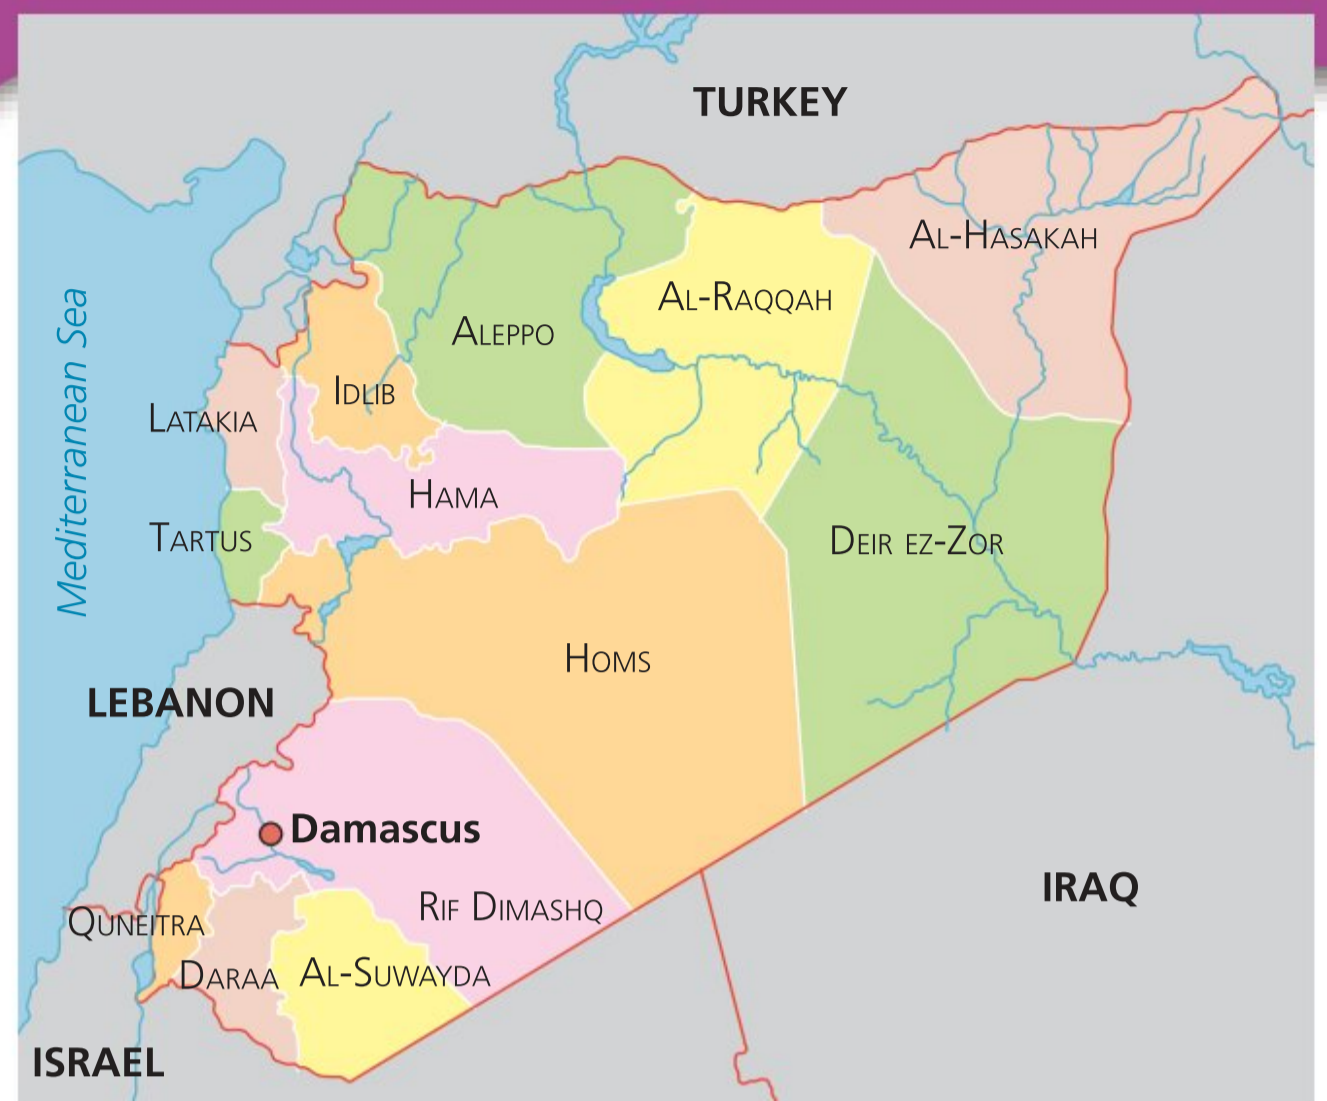 TURKEY
AL-HASAKAH
AL-RAQQAH
ALEPPO
IDLIB
LATAKIA
Mediterranean Sea
HAMA
TARTUS
DEIR EZ-ZOR
HOMS
LEBANON
Damascus
IRAQ
RIF DIMASHQ
QUNEITRA
DARAA
AL-SUWAYDA
ISRAEL